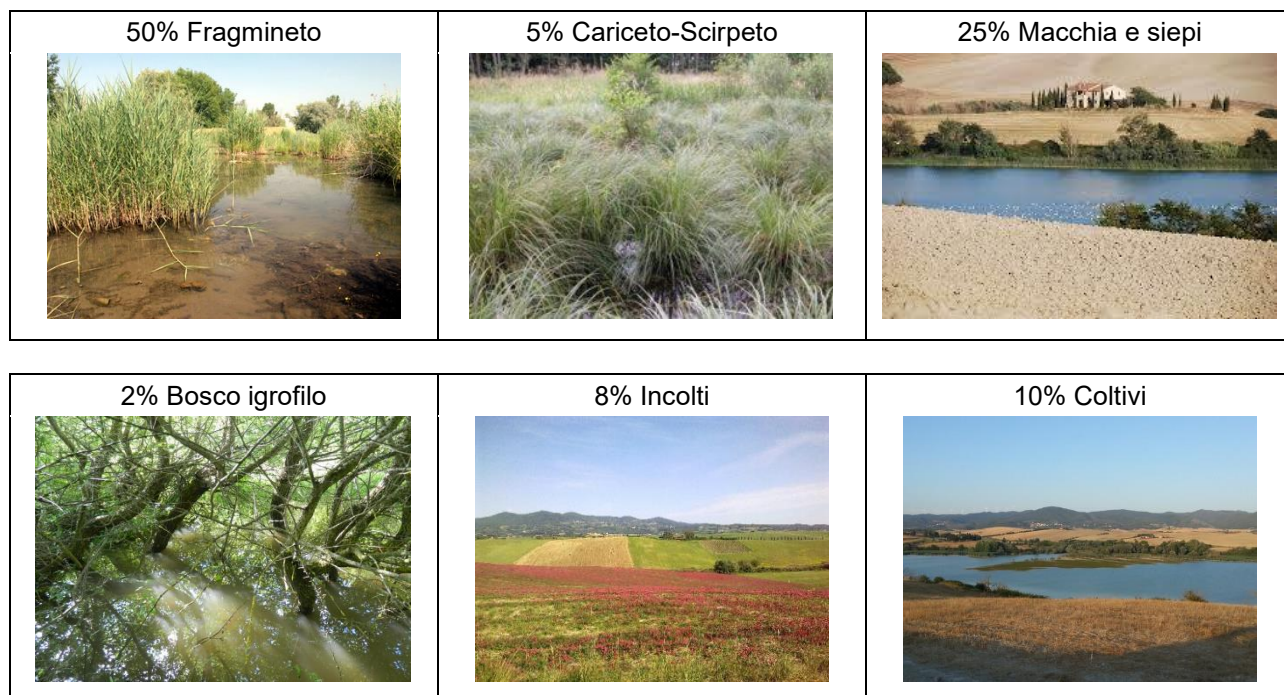 50% Fragmineto
5% Cariceto-Scirpeto
25% Macchia e siepi
2% Bosco igrofilo
8% Incolti
10% Coltivi